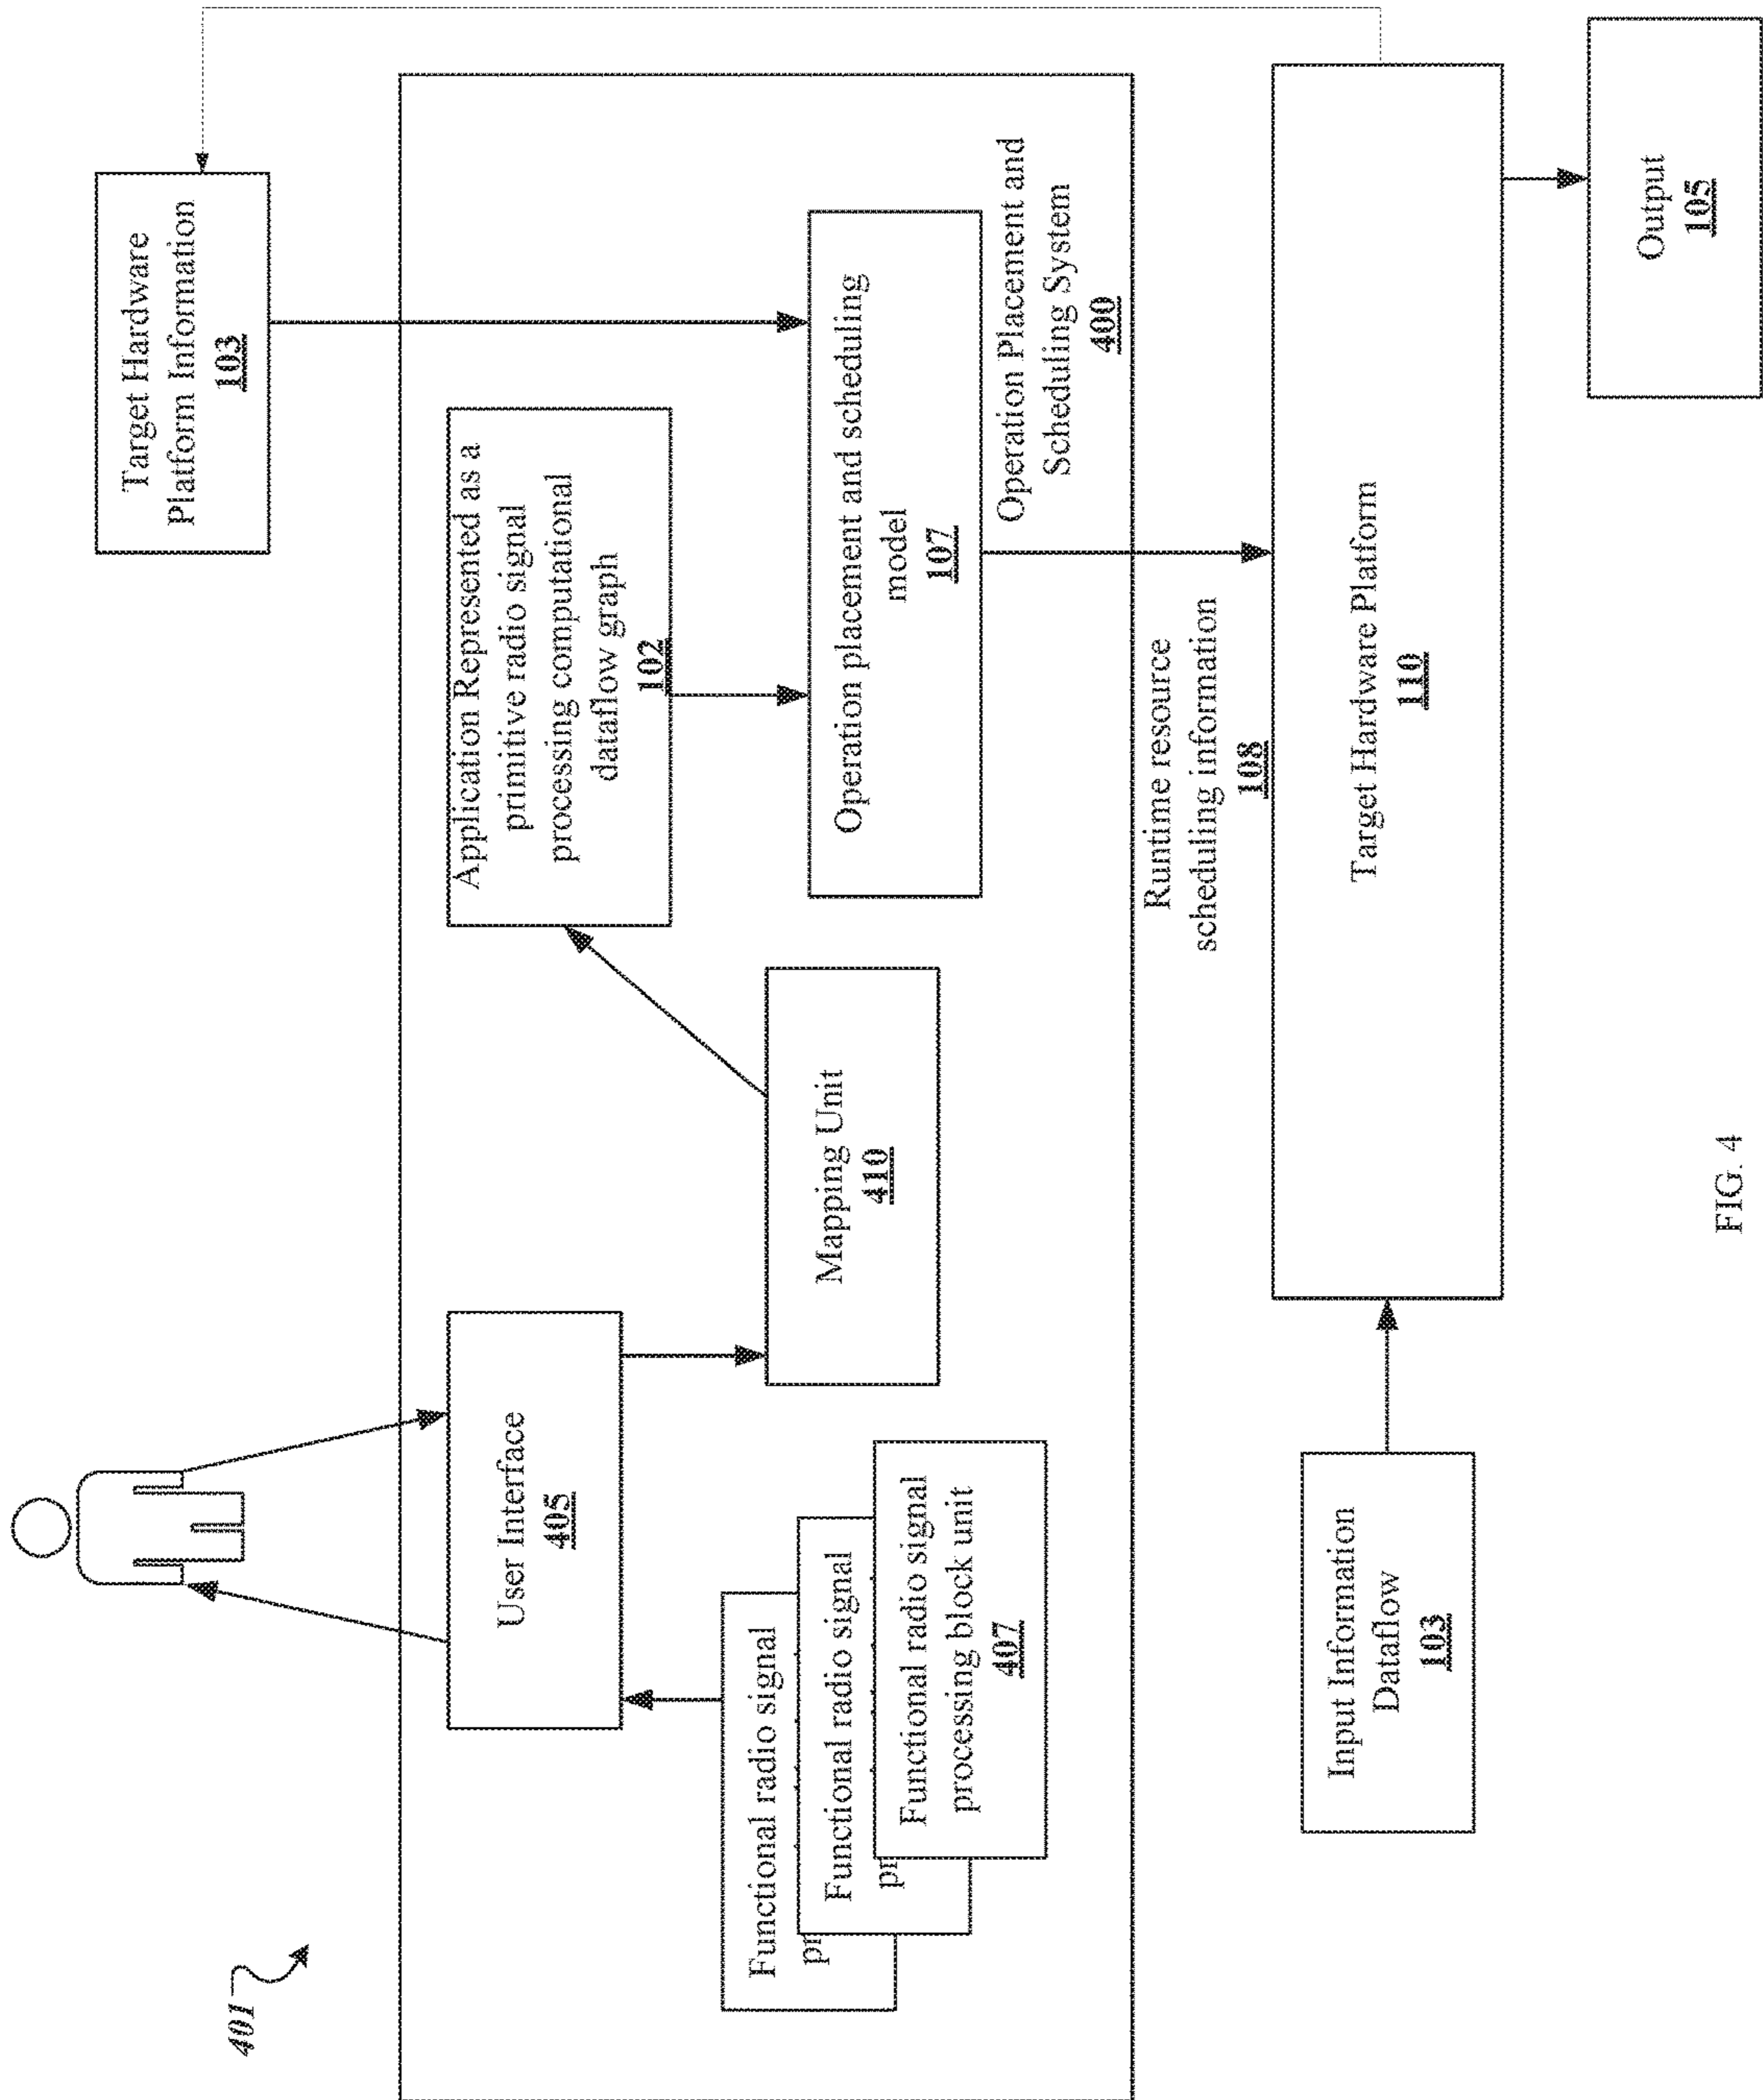 401
Target Hardware
Platform Information
103
User Interface
405
Application Represented as a
primitive radio signal
processing computational
dataflow graph
102
Functional radio signal
pr
Functional radio signal
pr
Functional radio signal
processing block unit
407
Mapping Unit
410
Operation placement and scheduling
model
107
Operation Placement and
Scheduling System
400
Runtime resource
scheduling information
108
Input Information
Dataflow
103
Target Hardware Platform
110
Output
105
FIG. 4